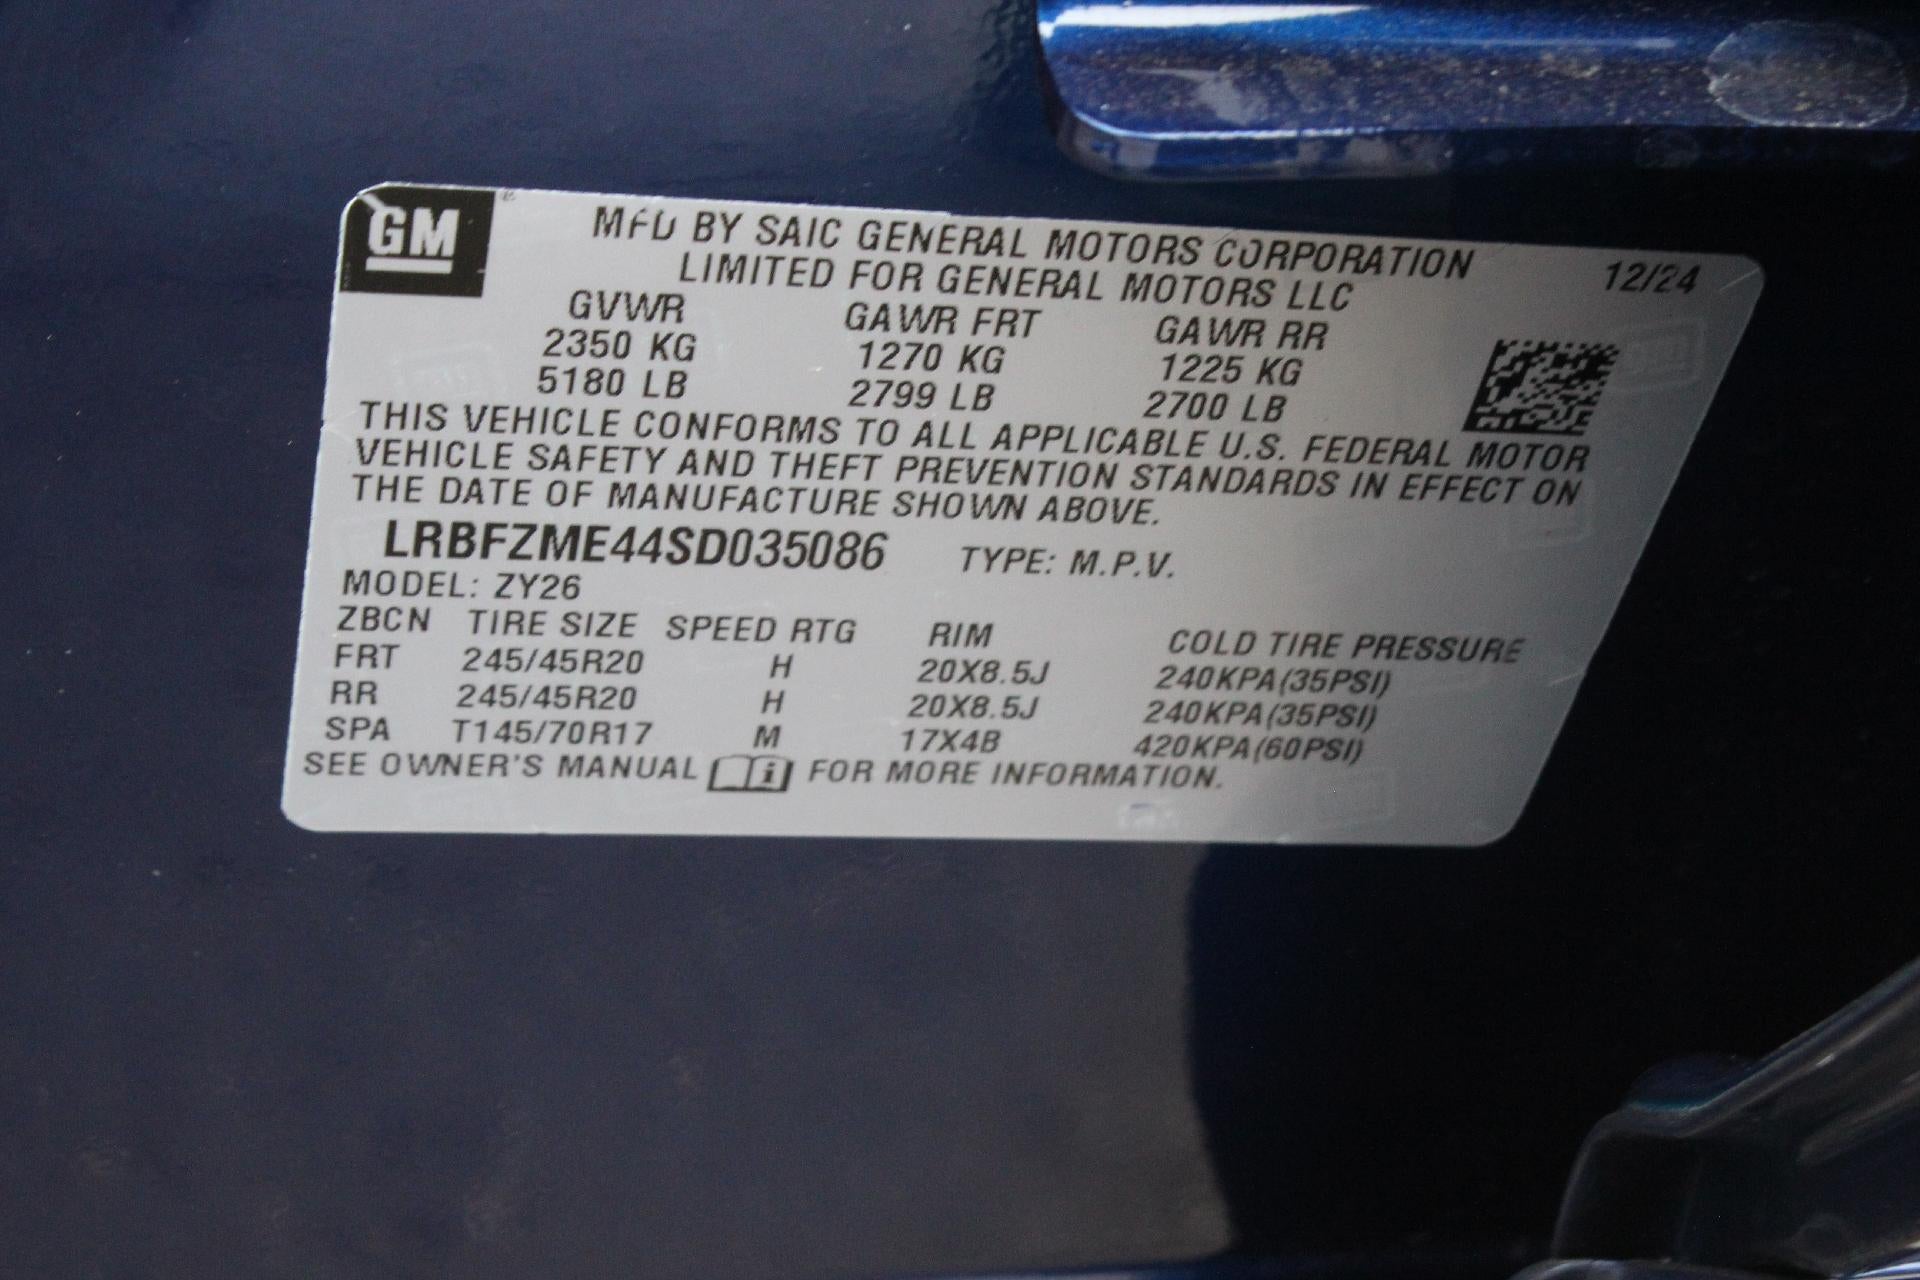 GM
MFD BY SAIC GENERAL MOTORS CORPORATION
LIMITED FOR GENERAL MOTORS LLC
12/24
GVWR GAWR FRT GAWR RR
2350 KG 1270 KG 1225 KG
5180 LB 2799 LB 2700 LB
THIS VEHICLE CONFORMS TO ALL APPLICABLE U.S. FEDERAL MOTOR
VEHICLE SAFETY AND THEFT PREVENTION STANDARDS IN EFFECT ON
THE DATE OF MANUFACTURE SHOWN ABOVE.
LRBFZME44SD035086 TYPE: M.P.V.
MODEL: ZY26
ZBCN TIRE SIZE SPEED RTG RIM COLD TIRE PRESSURE
FRT 245/45R20 H 20X8.5J 240KPA(35PSI)
RR 245/45R20 H 20X8.5J 240KPA(35PSI)
SPA T145/70R17 M 17X4B 420KPA(60PSI)
SEE OWNER'S MANUAL i FOR MORE INFORMATION.